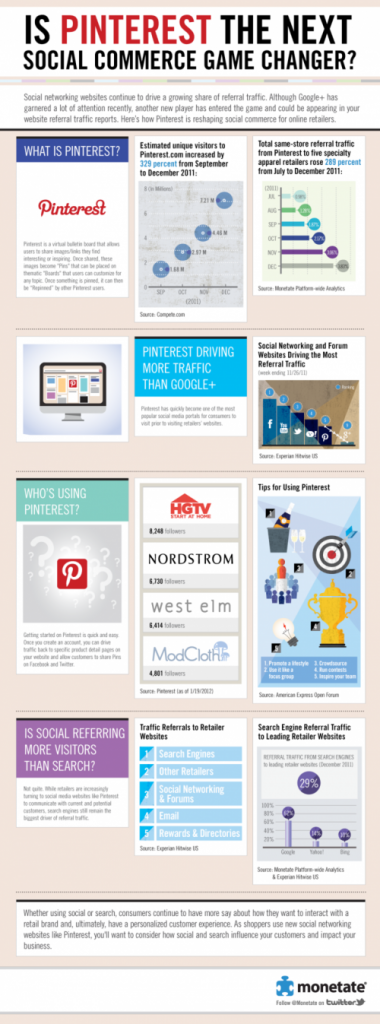 IS PINTEREST THE NEXT
SOCIAL COMMERCE GAME CHANGER?
Social networking websites continue to drive a growing share of referral traffic. Although Google+ has
garnered a lot of attention recently, another new player has entered the game and could be appearing in your
website referral traffic reports. Here's how Pinterest is reshaping social commerce for online retailers.
WHAT IS PINTEREST?
Pinterest
Pinterest is a virtual bulletin board that allows
users to share images/links they find
interesting or inspiring. Once shared, these
images become "Pins" that can be placed on
thematic "Boards" that users can customize for
any topic. Once something is pinned, it can then
be "Repinned" by other Pinterest users.
Estimated unique visitors to
Pinterest.com increased by
329 percent from September
to December 2011:
8 (in Millions)
6
4
2
0
7.21 M
4.46 M
SEP OCT NOV DEC
(2011)
Source: Compete.com
Total same-store referral traffic
from Pinterest to five specialty
apparel retailers rose 289 percent
from July to December 2011:
(2011)
JUL
AUG
SEP
OCT
NOV
DEC
Source: Monetate Platform-wide Analytics
PINTEREST DRIVING
MORE TRAFFIC
THAN GOOGLE+
Pinterest has quickly become one of the most
popular social media portals for consumers to
visit prior to visiting retailers' websites.
Social Networking and Forum
Websites Driving the Most
Referral Traffic
Source: Experian Hitwise US
WHO'S USING
PINTEREST?
Getting started on Pinterest is quick and easy.
Once you create an account, you can drive
traffic back to specific product detail pages on
your website and allow customers to share Pins
on Facebook and Twitter.
HGTV
START AT HOME
8,248 followers
NORDSTROM
6,730 followers
west elm
6,414 followers
ModCloth
4,801 followers
Source: Pinterest (as of 1/19/2012)
Tips for Using Pinterest
1. Promote a lifestyle
2. Use it like a
focus group
3. Crowdsource
4. Run contests
5. Inspire your team
Source: American Express Open Forum
IS SOCIAL REFERRING
MORE VISITORS
THAN SEARCH?
Not quite. While retailers are increasingly
turning to social media websites like Pinterest
to communicate with current and potential
customers, search engines still remain the
biggest driver of referral traffic.
Traffic Referrals to Retailer
Websites
1 Search Engines
2 Other Retailers
3 Social Networking
& Forums
4 Email
5 Rewards & Directories
Source: Experian Hitwise US
Search Engine Referral Traffic
to Leading Retailer Websites
REFERRAL TRAFFIC FROM SEARCH ENGINES
to leading retailer websites (December 2011)
29%
100%
80%
60%
40%
20%
Google Yahoo! Bing
Source: Monetate Platform-wide Analytics
& Experian Hitwise US
Whether using social or search, consumers continue to have more say about how they want to interact with a
retail brand and, ultimately, have a personalized customer experience. As shoppers use new social networking
websites like Pinterest, you'll want to consider how social and search influence your customers and impact your
business.
monetate
Follow @Monetate on twitter